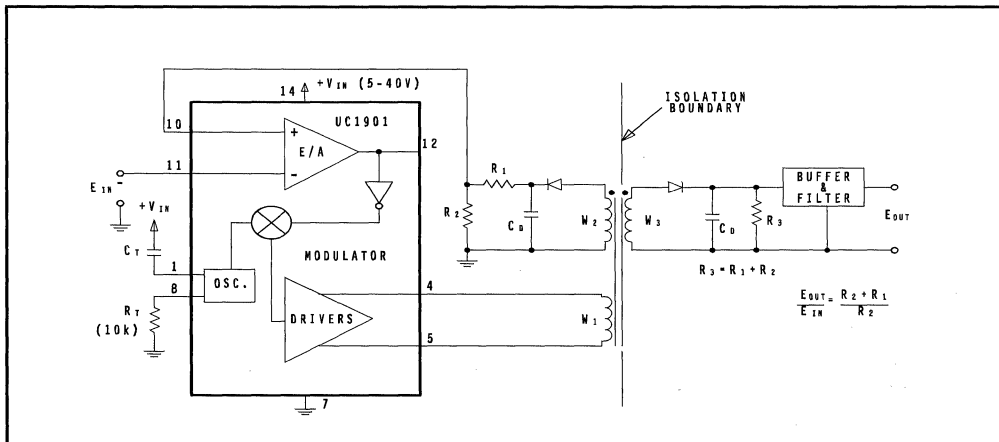 +VIN (5-40V)
14
ISOLATION
BOUNDARY
UC1901
10
+
E/A
12
11
-
EIN -
R1
BUFFER
&
FILTER
+VIN
R2
CD
W2
W3
CD
R3
EOUT
CT
MODULATOR
R3 = R1 + R2
1
OSC.
8
4
EOUT = R2 + R1
EIN R2
RT
(10k)
DRIVERS
W1
5
7